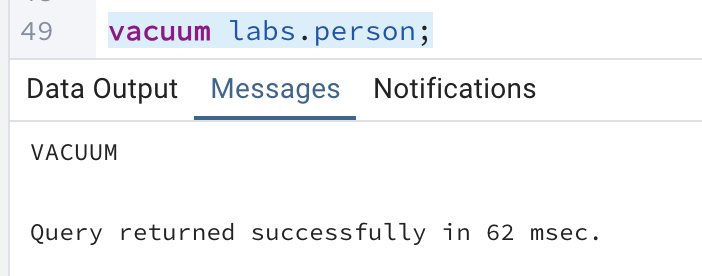 49 vacuum labs.person;
Data Output Messages Notifications
VACUUM
Query returned successfully in 62 msec.